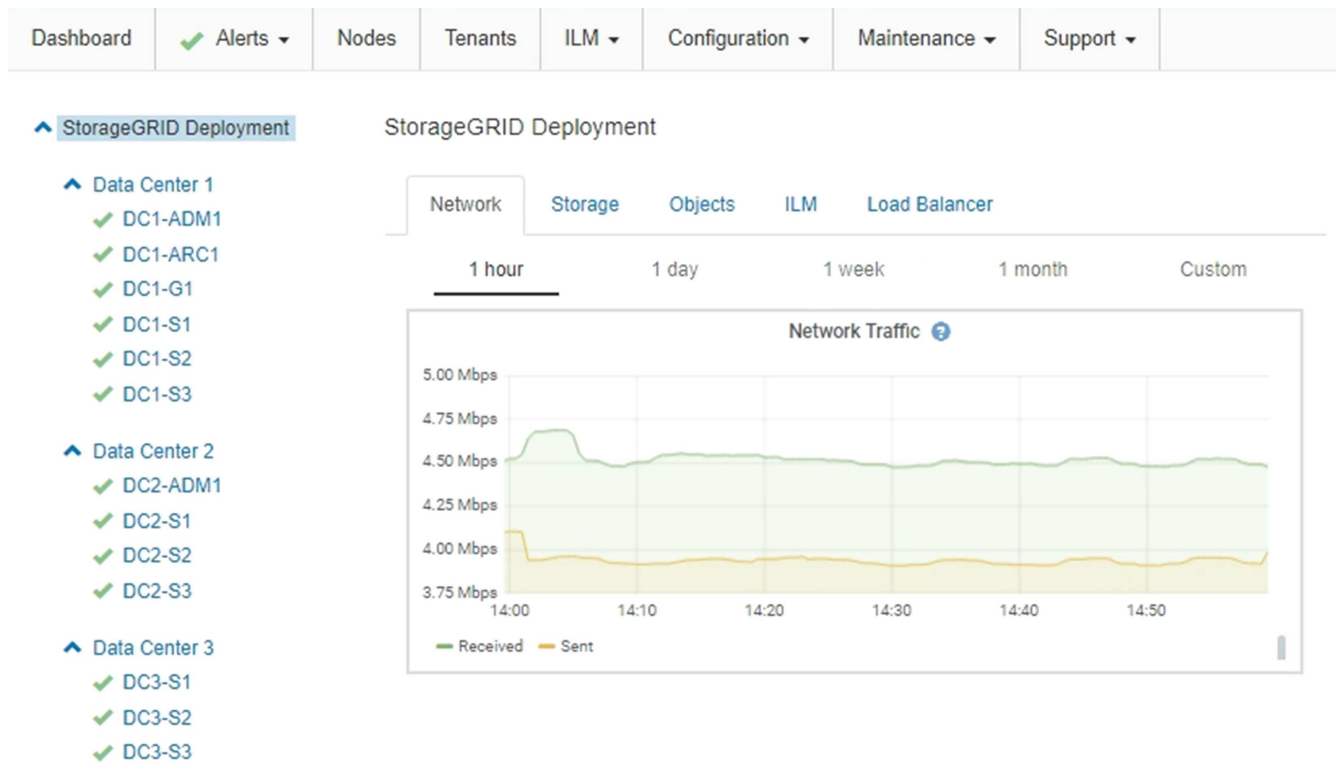 Dashboard Alerts Nodes Tenants ILM Configuration Maintenance Support
StorageGRID Deployment
Data Center 1
DC1-ADM1
DC1-ARC1
DC1-G1
DC1-S1
DC1-S2
DC1-S3
Data Center 2
DC2-ADM1
DC2-S1
DC2-S2
DC2-S3
Data Center 3
DC3-S1
DC3-S2
DC3-S3
StorageGRID Deployment
Network Storage Objects ILM Load Balancer
1 hour 1 day 1 week 1 month Custom
Network Traffic ?
5.00 Mbps
4.75 Mbps
4.50 Mbps
4.25 Mbps
4.00 Mbps
3.75 Mbps
14:00 14:10 14:20 14:30 14:40 14:50
Received Sent